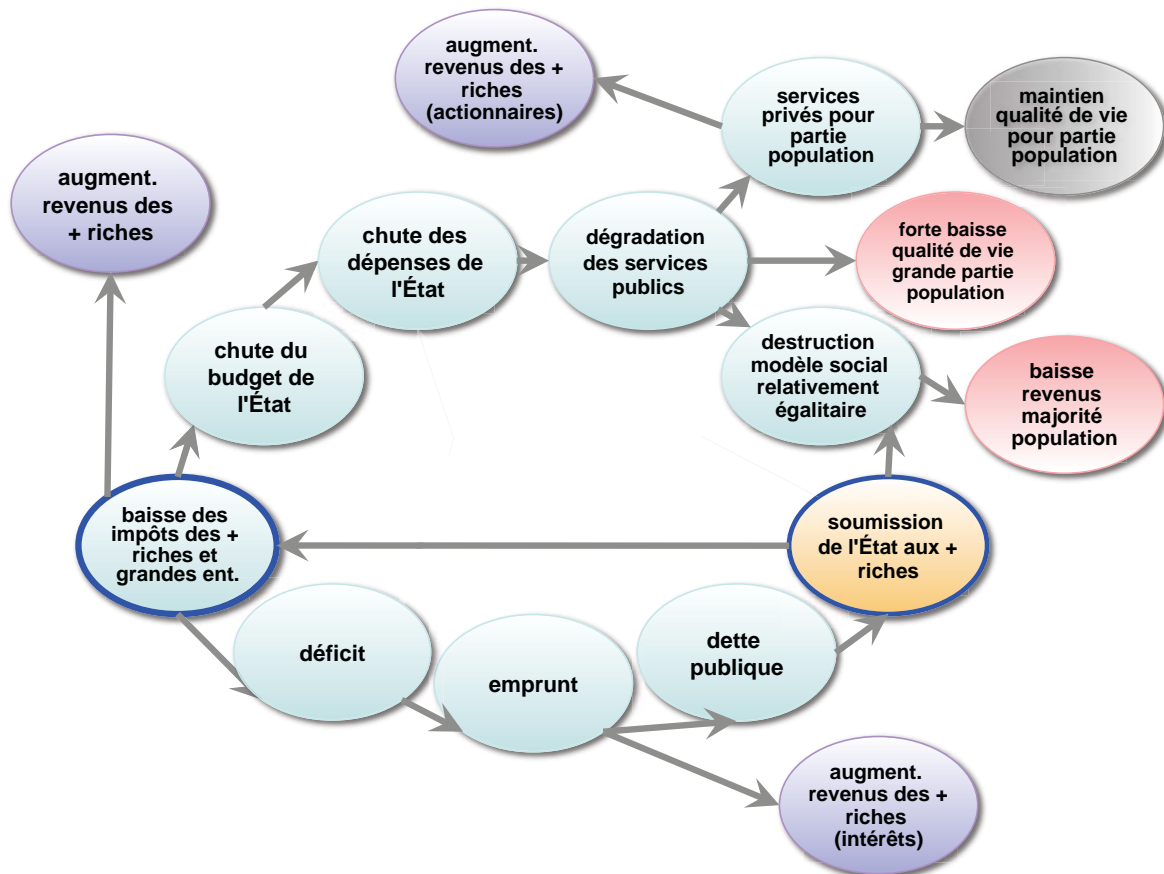 augment.
revenus des +
riches
(actionnaires)
services
privés pour
partie
population
maintien
qualité de vie
pour partie
population
augment.
revenus des
+ riches
chute des
dépenses de
l'État
dégradation
des services
publics
forte baisse
qualité de vie
grande partie
population
chute du
budget de
l'État
destruction
modèle social
relativement
égalitaire
baisse
revenus
majorité
population
baisse des
impôts des +
riches et
grandes ent.
soumission
de l'État aux +
riches
déficit
emprunt
dette
publique
augment.
revenus des +
riches
(intérêts)